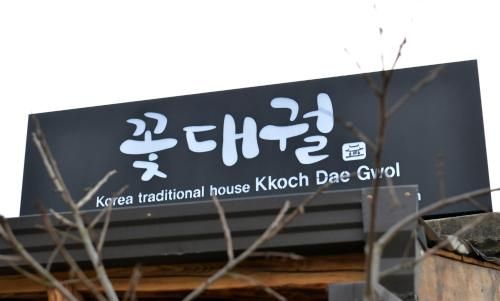 꽃대궐
Korea traditional house Kkoch Dae Gwol